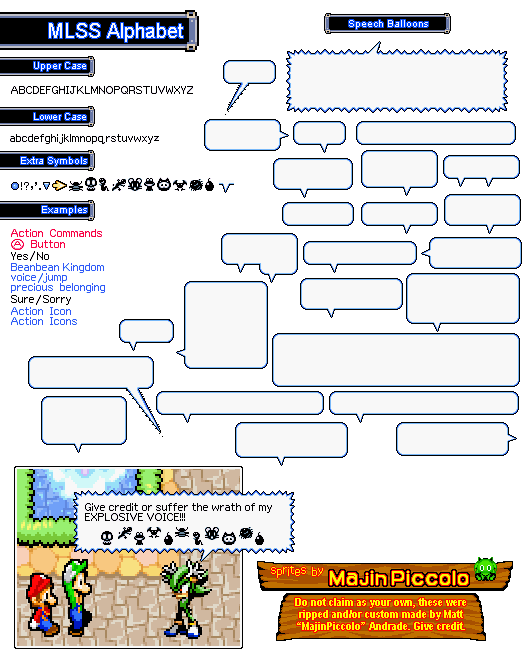 MLSS Alphabet
Speech Balloons
Upper Case
ABCDEFGHIJKLMNOPQRSTUVWXYZ
Lower Case
abcdefghijklmnopqrstuvwxyz
Extra Symbols
!?,'.
Examples
Action Commands
A Button
Yes/No
Beanbean Kingdom
voice/jump
precious belonging
Sure/Sorry
Action Icon
Action Icons
Give credit or suffer the wrath of my
EXPLOSIVE VOICE!!!
sprites by MajinPiccolo
Do not claim as your own, these were
ripped and/or custom made by Matt
"MajinPiccolo" Andrade. Give credit.